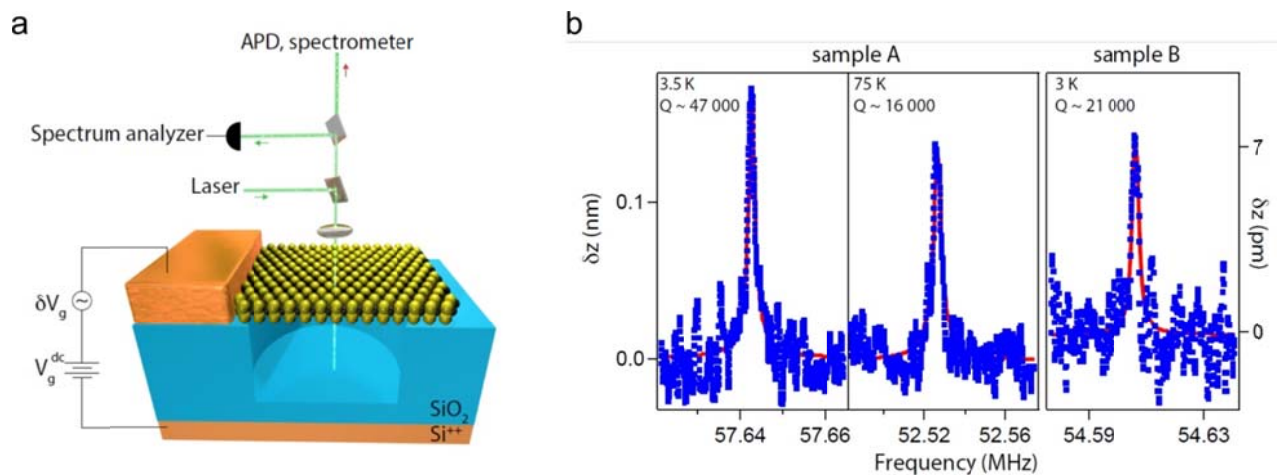 a
APD, spectrometer
Spectrum analyzer
Laser
δVg
Vg^dc
SiO2
Si++
b
sample A
sample B
3.5 K
Q ~ 47 000
75 K
Q ~ 16 000
3 K
Q ~ 21 000
δz (nm)
0.1
0.0
7
0
δz (pm)
57.64
57.66
52.52
52.56
54.59
54.63
Frequency (MHz)